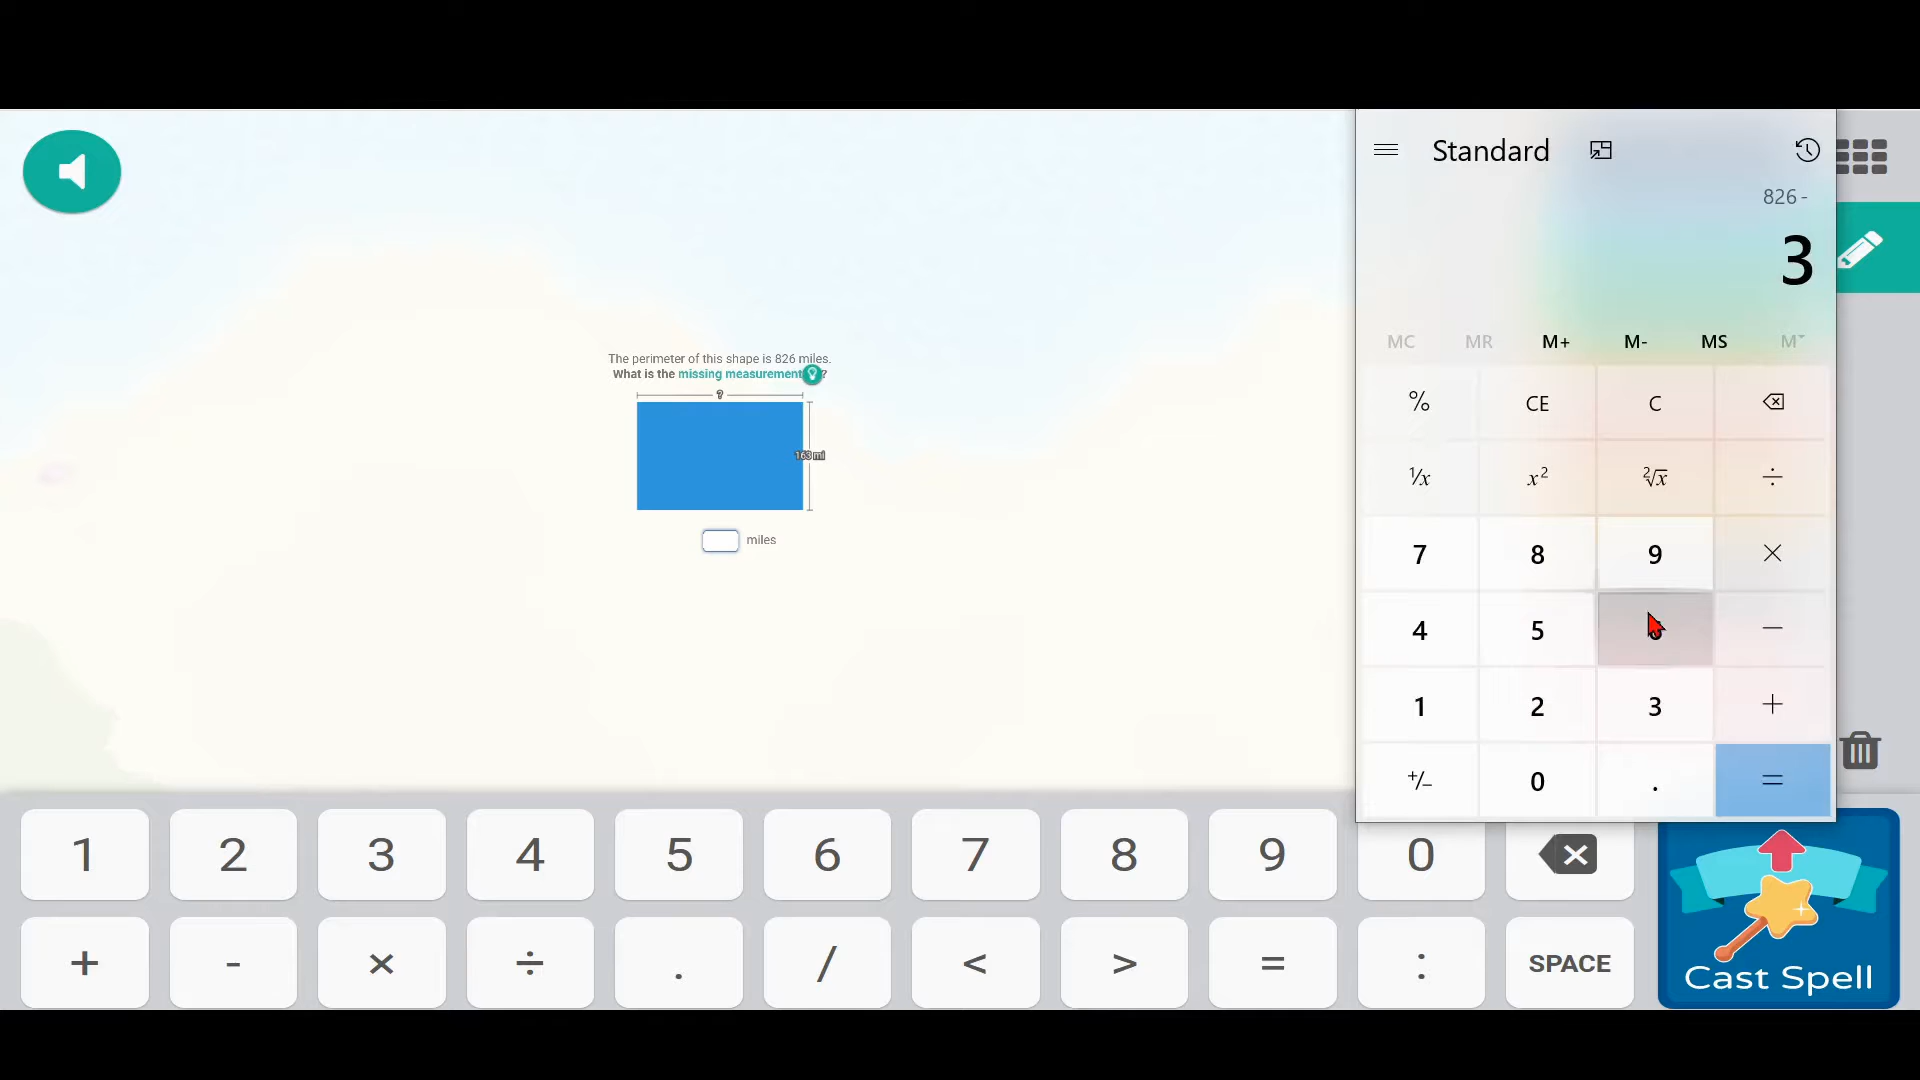 The perimeter of this shape is 826 miles.
What is the missing measurement ?
?
163 mi
miles
Standard
826 -
3
MC MR M+ M- MS M˅
% CE C
1/x x² ²√x ÷
7 8 9 ×
4 5 −
1 2 3 +
+/− 0 . =
1 2 3 4 5 6 7 8 9 0
+ - × ÷ . / < > = : SPACE
Cast Spell